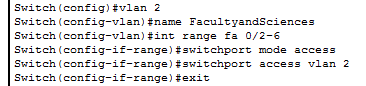 Switch(config)#vlan 2
Switch(config-vlan)#name FacultyandSciences
Switch(config-vlan)#int range fa 0/2-6
Switch(config-if-range)#switchport mode access
Switch(config-if-range)#switchport access vlan 2
Switch(config-if-range)#exit